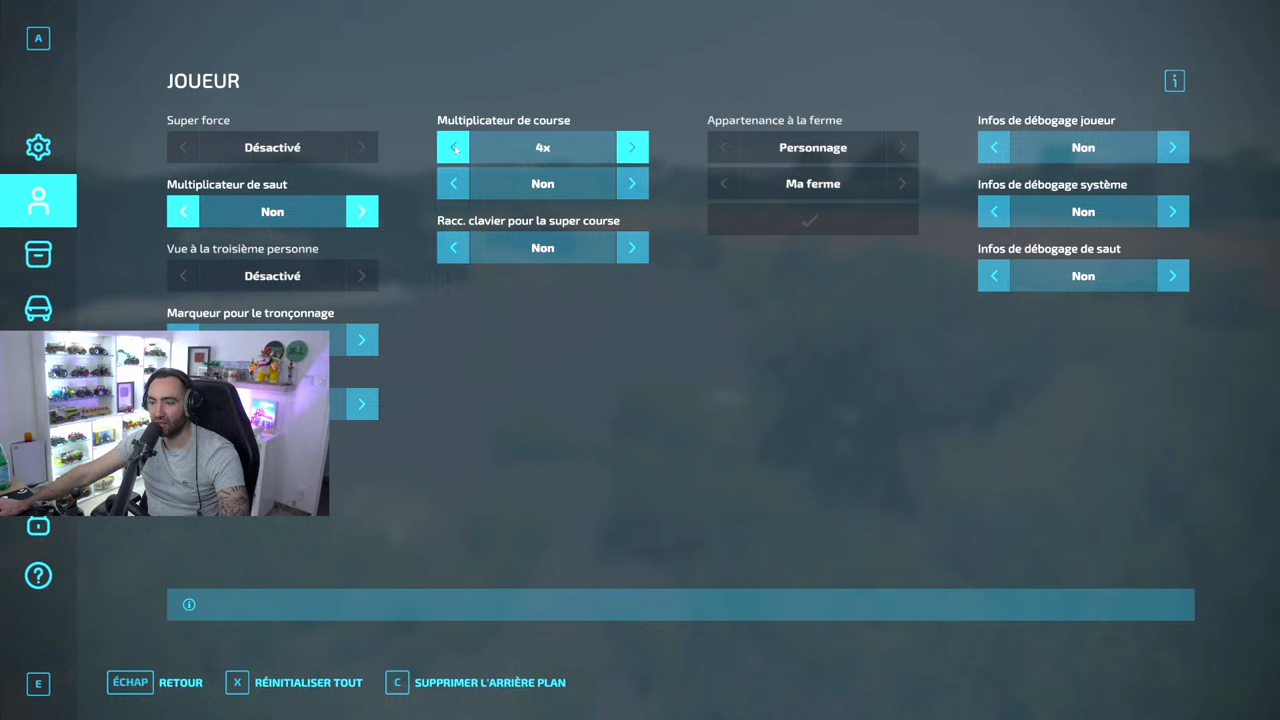 A
JOUEUR
Super force
Désactivé
Multiplicateur de saut
Non
Vue à la troisième personne
Désactivé
Marqueur pour le tronçonnage
Multiplicateur de course
4x
Non
Racc. clavier pour la super course
Non
Appartenance à la ferme
Personnage
Ma ferme
Infos de débogage joueur
Non
Infos de débogage système
Non
Infos de débogage de saut
Non
E
ÉCHAP RETOUR X RÉINITIALISER TOUT C SUPPRIMER L'ARRIÈRE PLAN